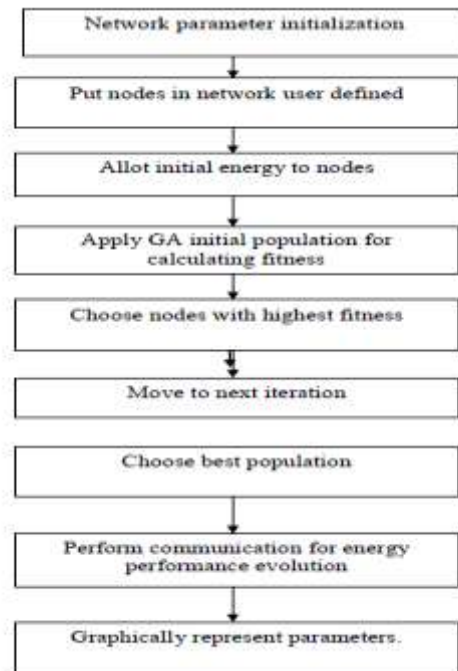 Network parameter initialization
Put nodes in network user defined
Allot initial energy to nodes
Apply GA initial population for
calculating fitness
Choose nodes with highest fitness
Move to next iteration
Choose best population
Perform communication for energy
performance evolution
Graphically represent parameters.